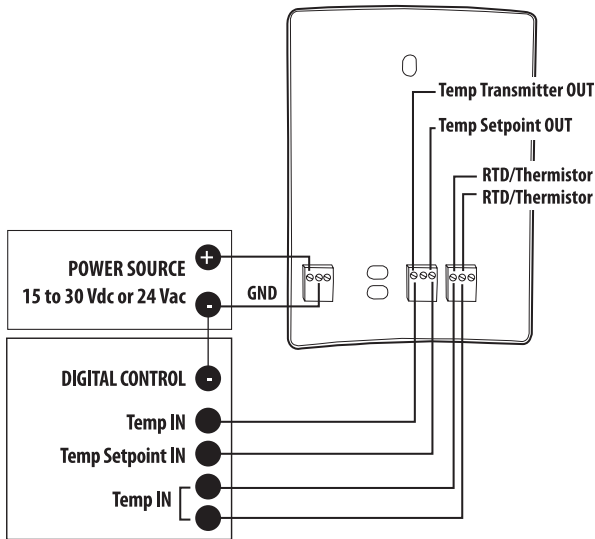 Temp Transmitter OUT
Temp Setpoint OUT
RTD/Thermistor
RTD/Thermistor
+
POWER SOURCE
15 to 30 Vdc or 24 Vac
-
GND
DIGITAL CONTROL
-
Temp IN
Temp Setpoint IN
Temp IN